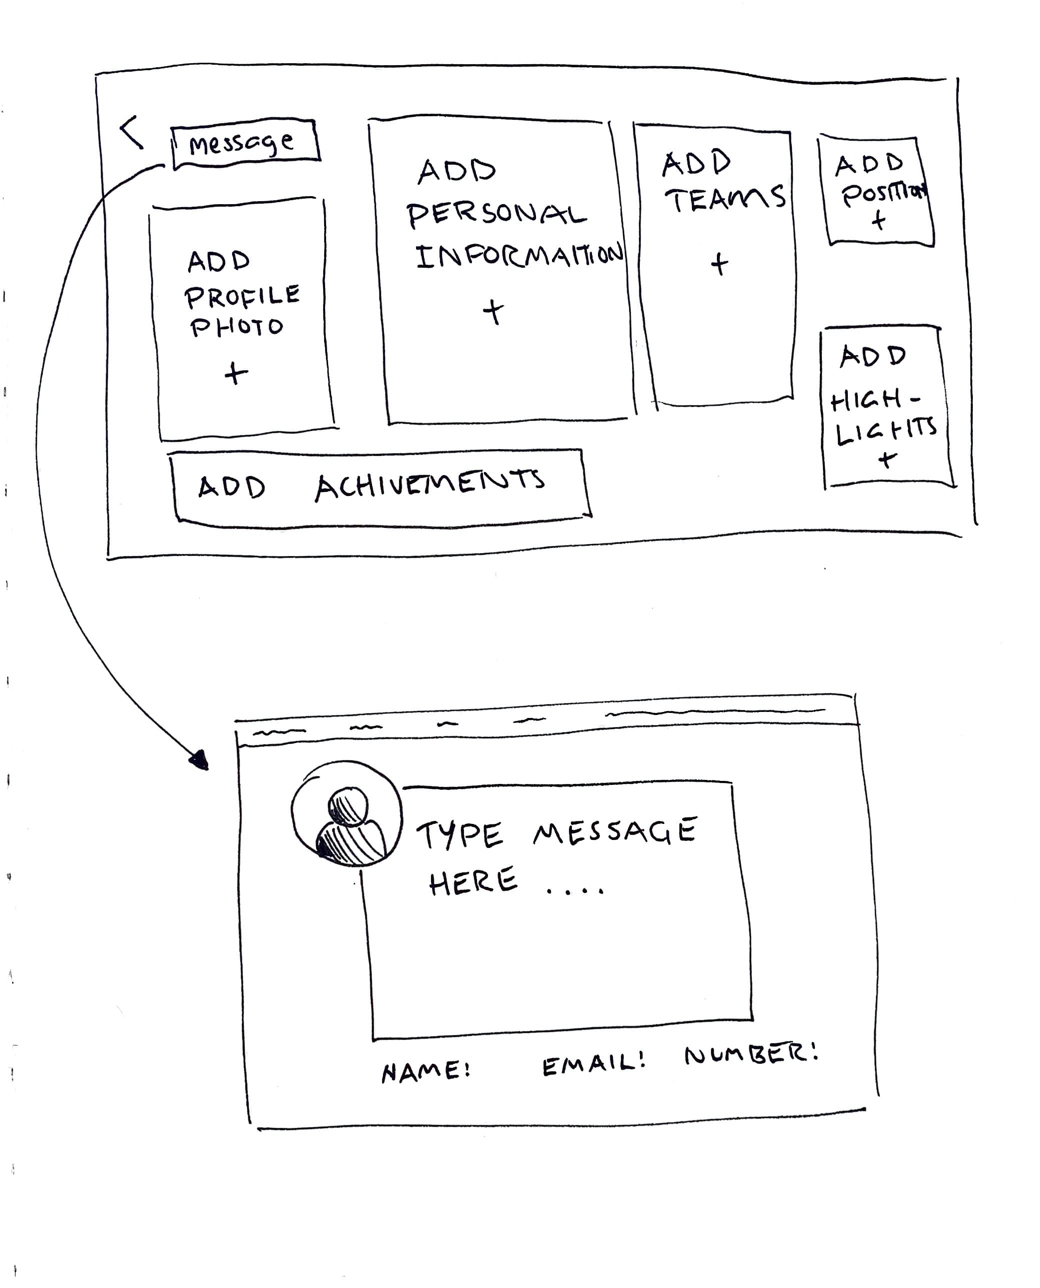 <
message
ADD
PROFILE
PHOTO
+
ADD
PERSONAL
INFORMAITION
+
ADD
TEAMS
+
ADD
POSITION
+
ADD
HIGH-
LIGHTS
+
ADD ACHIVEMENTS
TYPE MESSAGE
HERE ....
NAME! EMAIL! NUMBER!